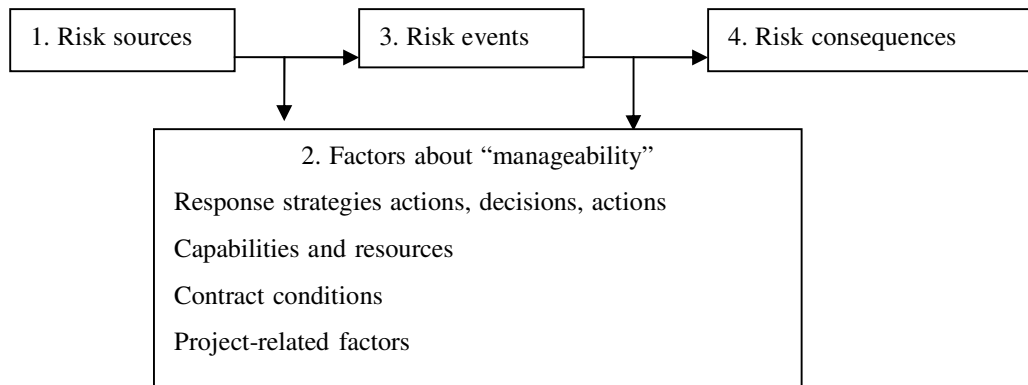 1. Risk sources
3. Risk events
4. Risk consequences
2. Factors about “manageability”
Response strategies actions, decisions, actions
Capabilities and resources
Contract conditions
Project-related factors